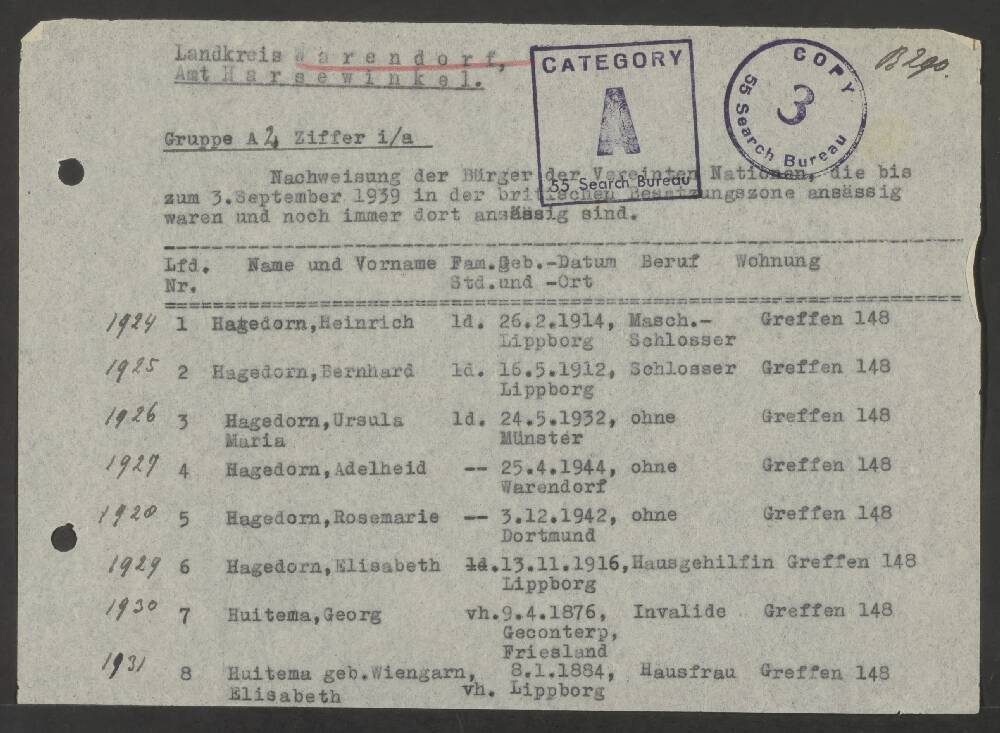 Landkreis Warendorf,
Amt Harsewinkel.
CATEGORY
A
55 Search Bureau
COPY
3
55 Search Bureau
B290.
Gruppe A 2, Ziffer i/a
Nachweisung der Bürger der Vereinten Nationen, die bis
zum 3.September 1939 in der britischen Besatzungszone ansässig
waren und noch immer dort ansässig sind.
Lfd. Name und Vorname Fam. Geb.-Datum Beruf Wohnung
Nr. Std. und -Ort
1924 1 Hagedorn,Heinrich ld. 26.2.1914, Masch.- Greffen 148
Lippborg Schlosser
1925 2 Hagedorn,Bernhard ld. 16.5.1912, Schlosser Greffen 148
Lippborg
1926 3 Hagedorn,Ursula ld. 24.5.1932, ohne Greffen 148
Maria Münster
1927 4 Hagedorn,Adelheid -- 25.4.1944, ohne Greffen 148
Warendorf
1928 5 Hagedorn,Rosemarie -- 3.12.1942, ohne Greffen 148
Dortmund
1929 6 Hagedorn,Elisabeth ld. 13.11.1916, Hausgehilfin Greffen 148
Lippborg
1930 7 Huitema,Georg vh. 9.4.1876, Invalide Greffen 148
Geconterp,
Friesland
1931 8 Huitema geb.Wiengarn, 8.1.1884, Hausfrau Greffen 148
Elisabeth vh. Lippborg